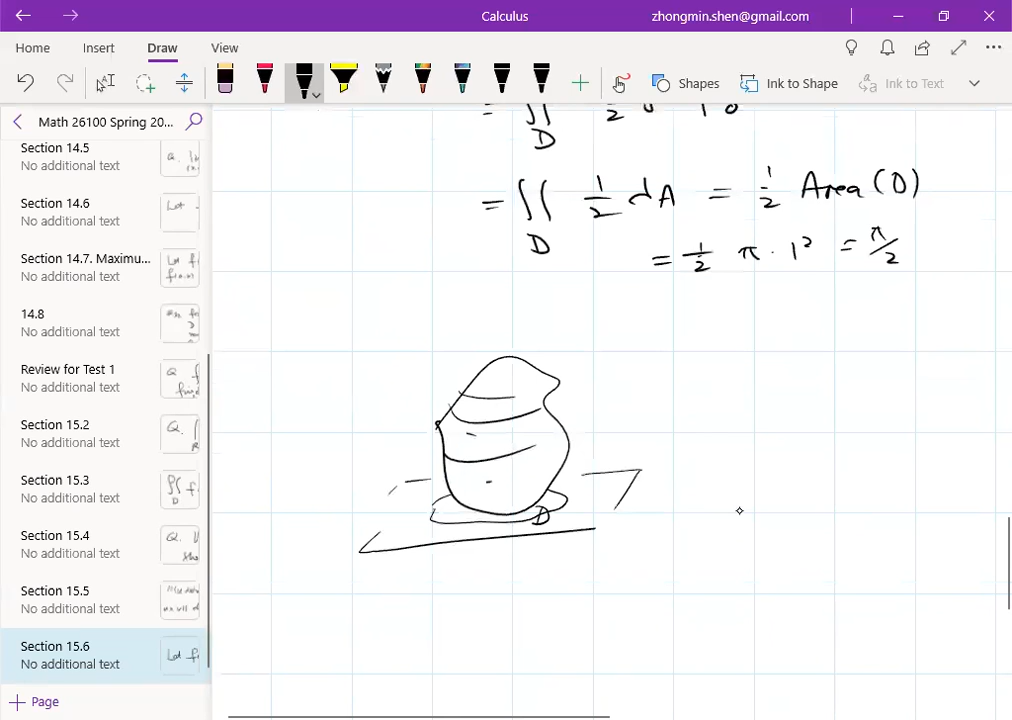 Calculus
zhongmin.shen@gmail.com
Home Insert Draw View
Shapes
Ink to Shape
Ink to Text
Math 26100 Spring 20...
Section 14.5
No additional text
Section 14.6
No additional text
Section 14.7. Maximu...
No additional text
14.8
No additional text
Review for Test 1
No additional text
Section 15.2
No additional text
Section 15.3
No additional text
Section 15.4
No additional text
Section 15.5
No additional text
Section 15.6
No additional text
+ Page
= ∬_D 1/2 dA = 1/2 Area(D)
= 1/2 π · 1² = π/2
D